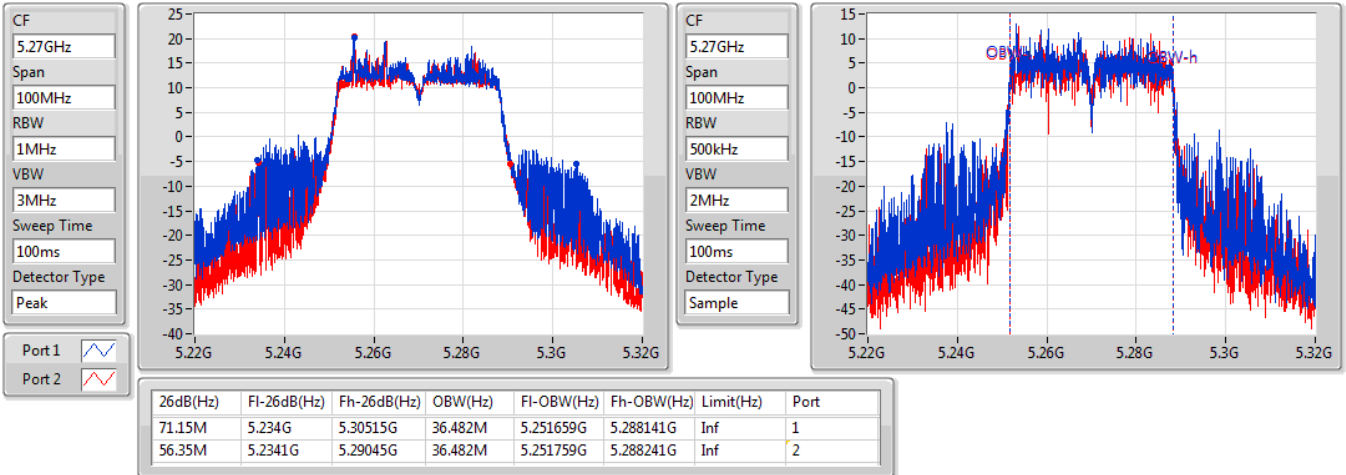 CF
5.27GHz
Span
100MHz
RBW
1MHz
VBW
3MHz
Sweep Time
100ms
Detector Type
Peak
Port 1
Port 2
25-
20-
15-
10-
5-
0-
-5-
-10-
-15-
-20-
-25-
-30-
-35-
-40-
5.22G 5.24G 5.26G 5.28G 5.3G 5.32G
CF
5.27GHz
Span
100MHz
RBW
500kHz
VBW
2MHz
Sweep Time
100ms
Detector Type
Sample
15-
10-
5-
0-
-5-
-10-
-15-
-20-
-25-
-30-
-35-
-40-
-45-
-50-
OBW-h
5.22G 5.24G 5.26G 5.28G 5.3G 5.32G
26dB(Hz) Fl-26dB(Hz) Fh-26dB(Hz) OBW(Hz) Fl-OBW(Hz) Fh-OBW(Hz) Limit(Hz) Port
71.15M 5.234G 5.30515G 36.482M 5.251659G 5.288141G Inf 1
56.35M 5.2341G 5.29045G 36.482M 5.251759G 5.288241G Inf 2